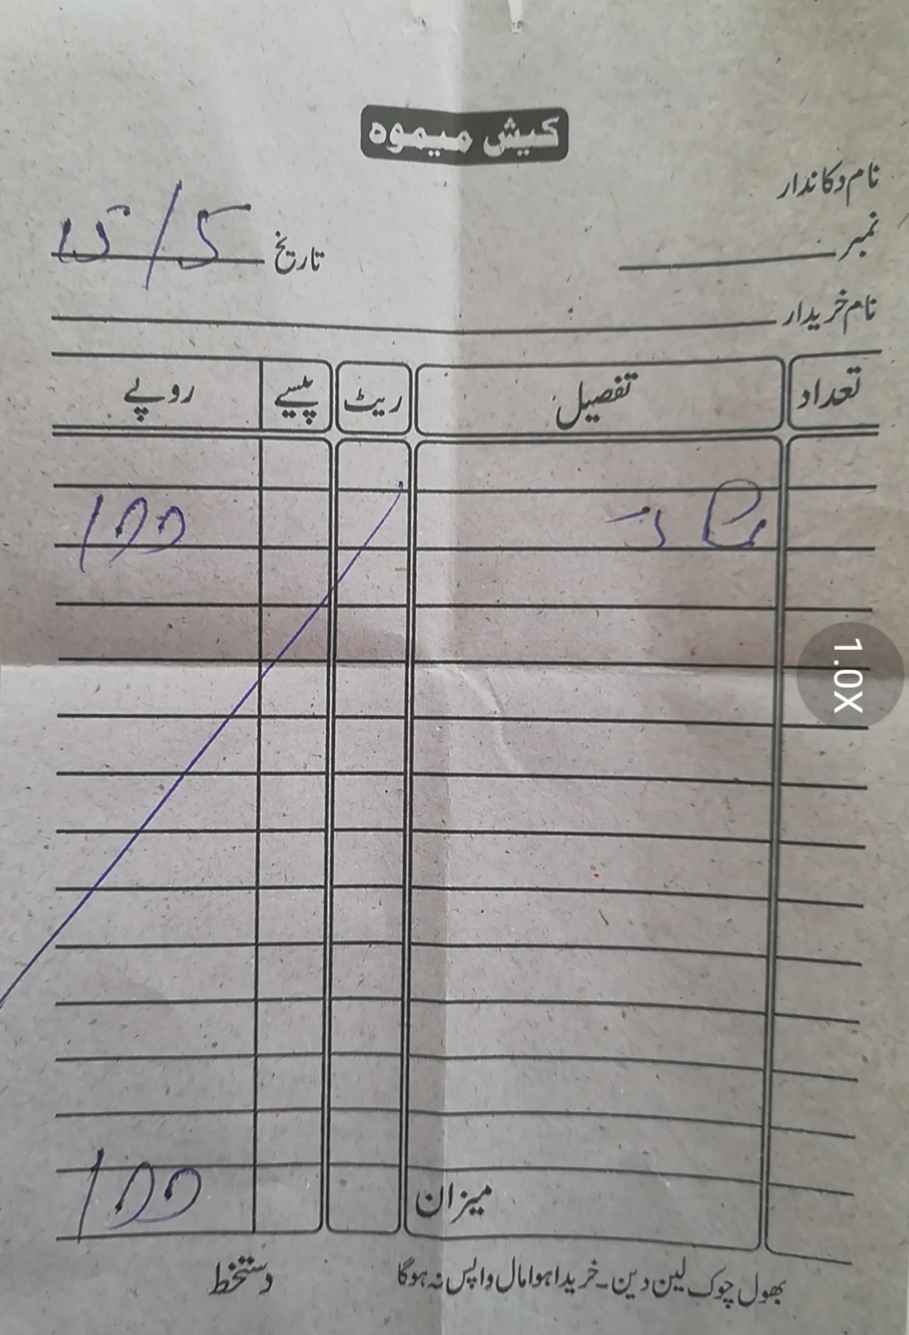 کیش میموہ
نام دکاندار
نمبر تاریخ 15/5
نام خریدار
تعداد تفصیل ریٹ پیسے روپے
100
میزان 100
بھول چوک لین دین۔ خریدا ہوا مال واپس نہ ہوگا دستخط
1.0X